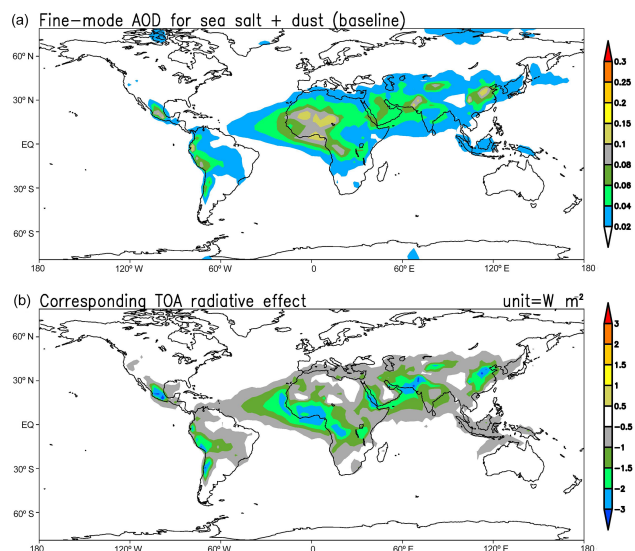 (a) Fine-mode AOD for sea salt + dust (baseline)
60° N
30° N
EQ
30° S
60° S
180
120° W
60° W
0
60° E
120° E
180
0.3
0.25
0.2
0.15
0.1
0.08
0.06
0.04
0.02
(b) Corresponding TOA radiative effect unit=W m²
60° N
30° N
EQ
30° S
60° S
180
120° W
60° W
0
60° E
120° E
180
3
2
1.5
1
0.5
-0.5
-1
-1.5
-2
-3